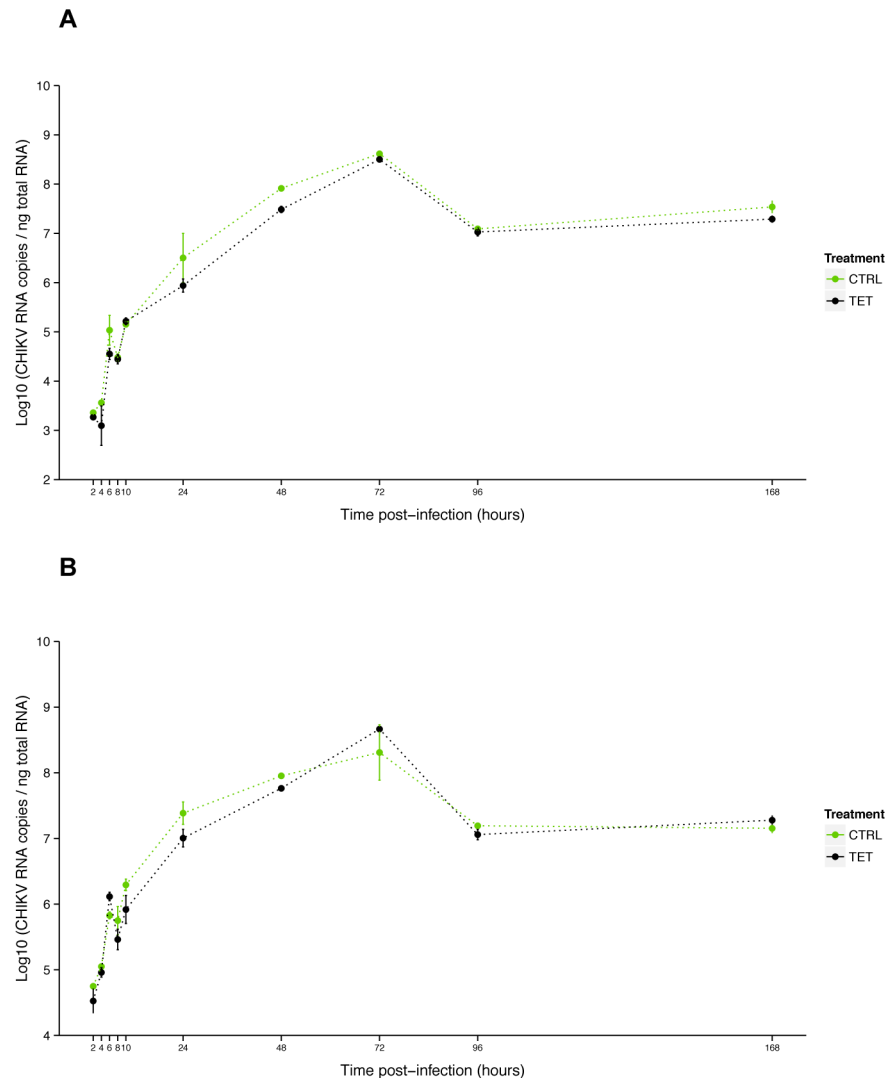 A
Log10 (CHIKV RNA copies / ng total RNA)
10
9
8
7
6
5
4
3
2
2 4 6 8 10 24 48 72 96 168
Time post−infection (hours)
Treatment
CTRL
TET
B
Log10 (CHIKV RNA copies / ng total RNA)
10
9
8
7
6
5
4
2 4 6 8 10 24 48 72 96 168
Time post−infection (hours)
Treatment
CTRL
TET